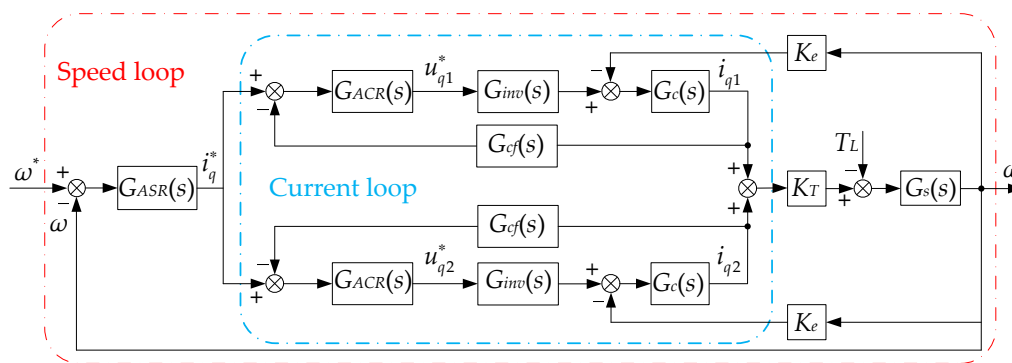 Speed loop
Current loop
ω*
+
−
ω
G_ASR(s)
i_q^*
+
−
G_ACR(s)
u_q1^*
G_inv(s)
−
+
G_c(s)
i_q1
G_cf(s)
K_e
+
+
K_T
T_L
−
+
G_s(s)
ω
G_cf(s)
−
+
G_ACR(s)
u_q2^*
G_inv(s)
+
−
G_c(s)
i_q2
K_e